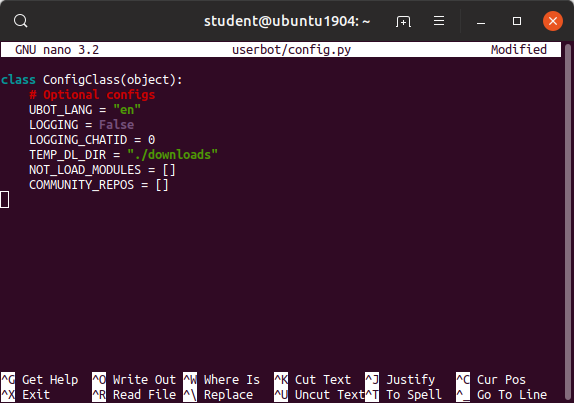 student@ubuntu1904: ~
GNU nano 3.2 userbot/config.py Modified
class ConfigClass(object):
    # Optional configs
    UBOT_LANG = "en"
    LOGGING = False
    LOGGING_CHATID = 0
    TEMP_DL_DIR = "./downloads"
    NOT_LOAD_MODULES = []
    COMMUNITY_REPOS = []
^G Get Help ^O Write Out ^W Where Is ^K Cut Text ^J Justify ^C Cur Pos
^X Exit ^R Read File ^\ Replace ^U Uncut Text ^T To Spell ^_ Go To Line